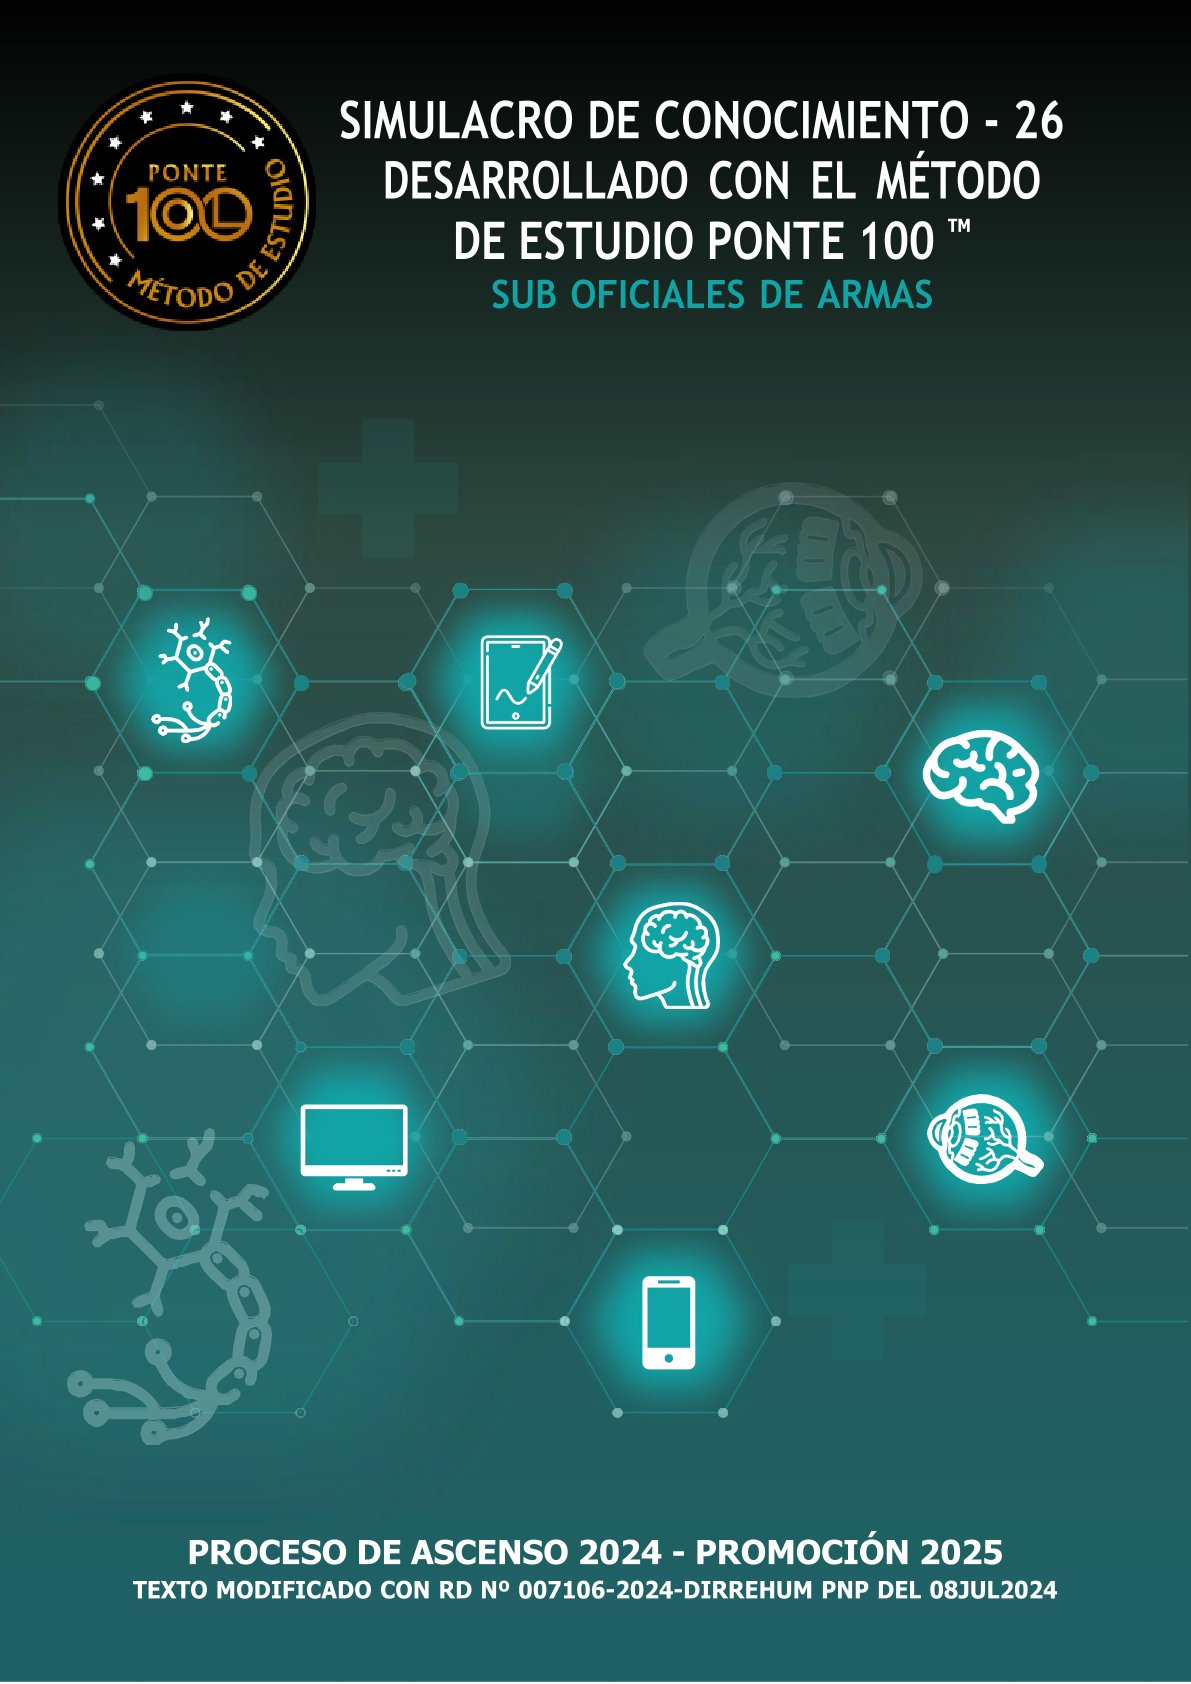 PONTE
100
MÉTODO DE ESTUDIO
SIMULACRO DE CONOCIMIENTO - 26
DESARROLLADO CON EL MÉTODO
DE ESTUDIO PONTE 100 ™
SUB OFICIALES DE ARMAS
PROCESO DE ASCENSO 2024 - PROMOCIÓN 2025
TEXTO MODIFICADO CON RD Nº 007106-2024-DIRREHUM PNP DEL 08JUL2024